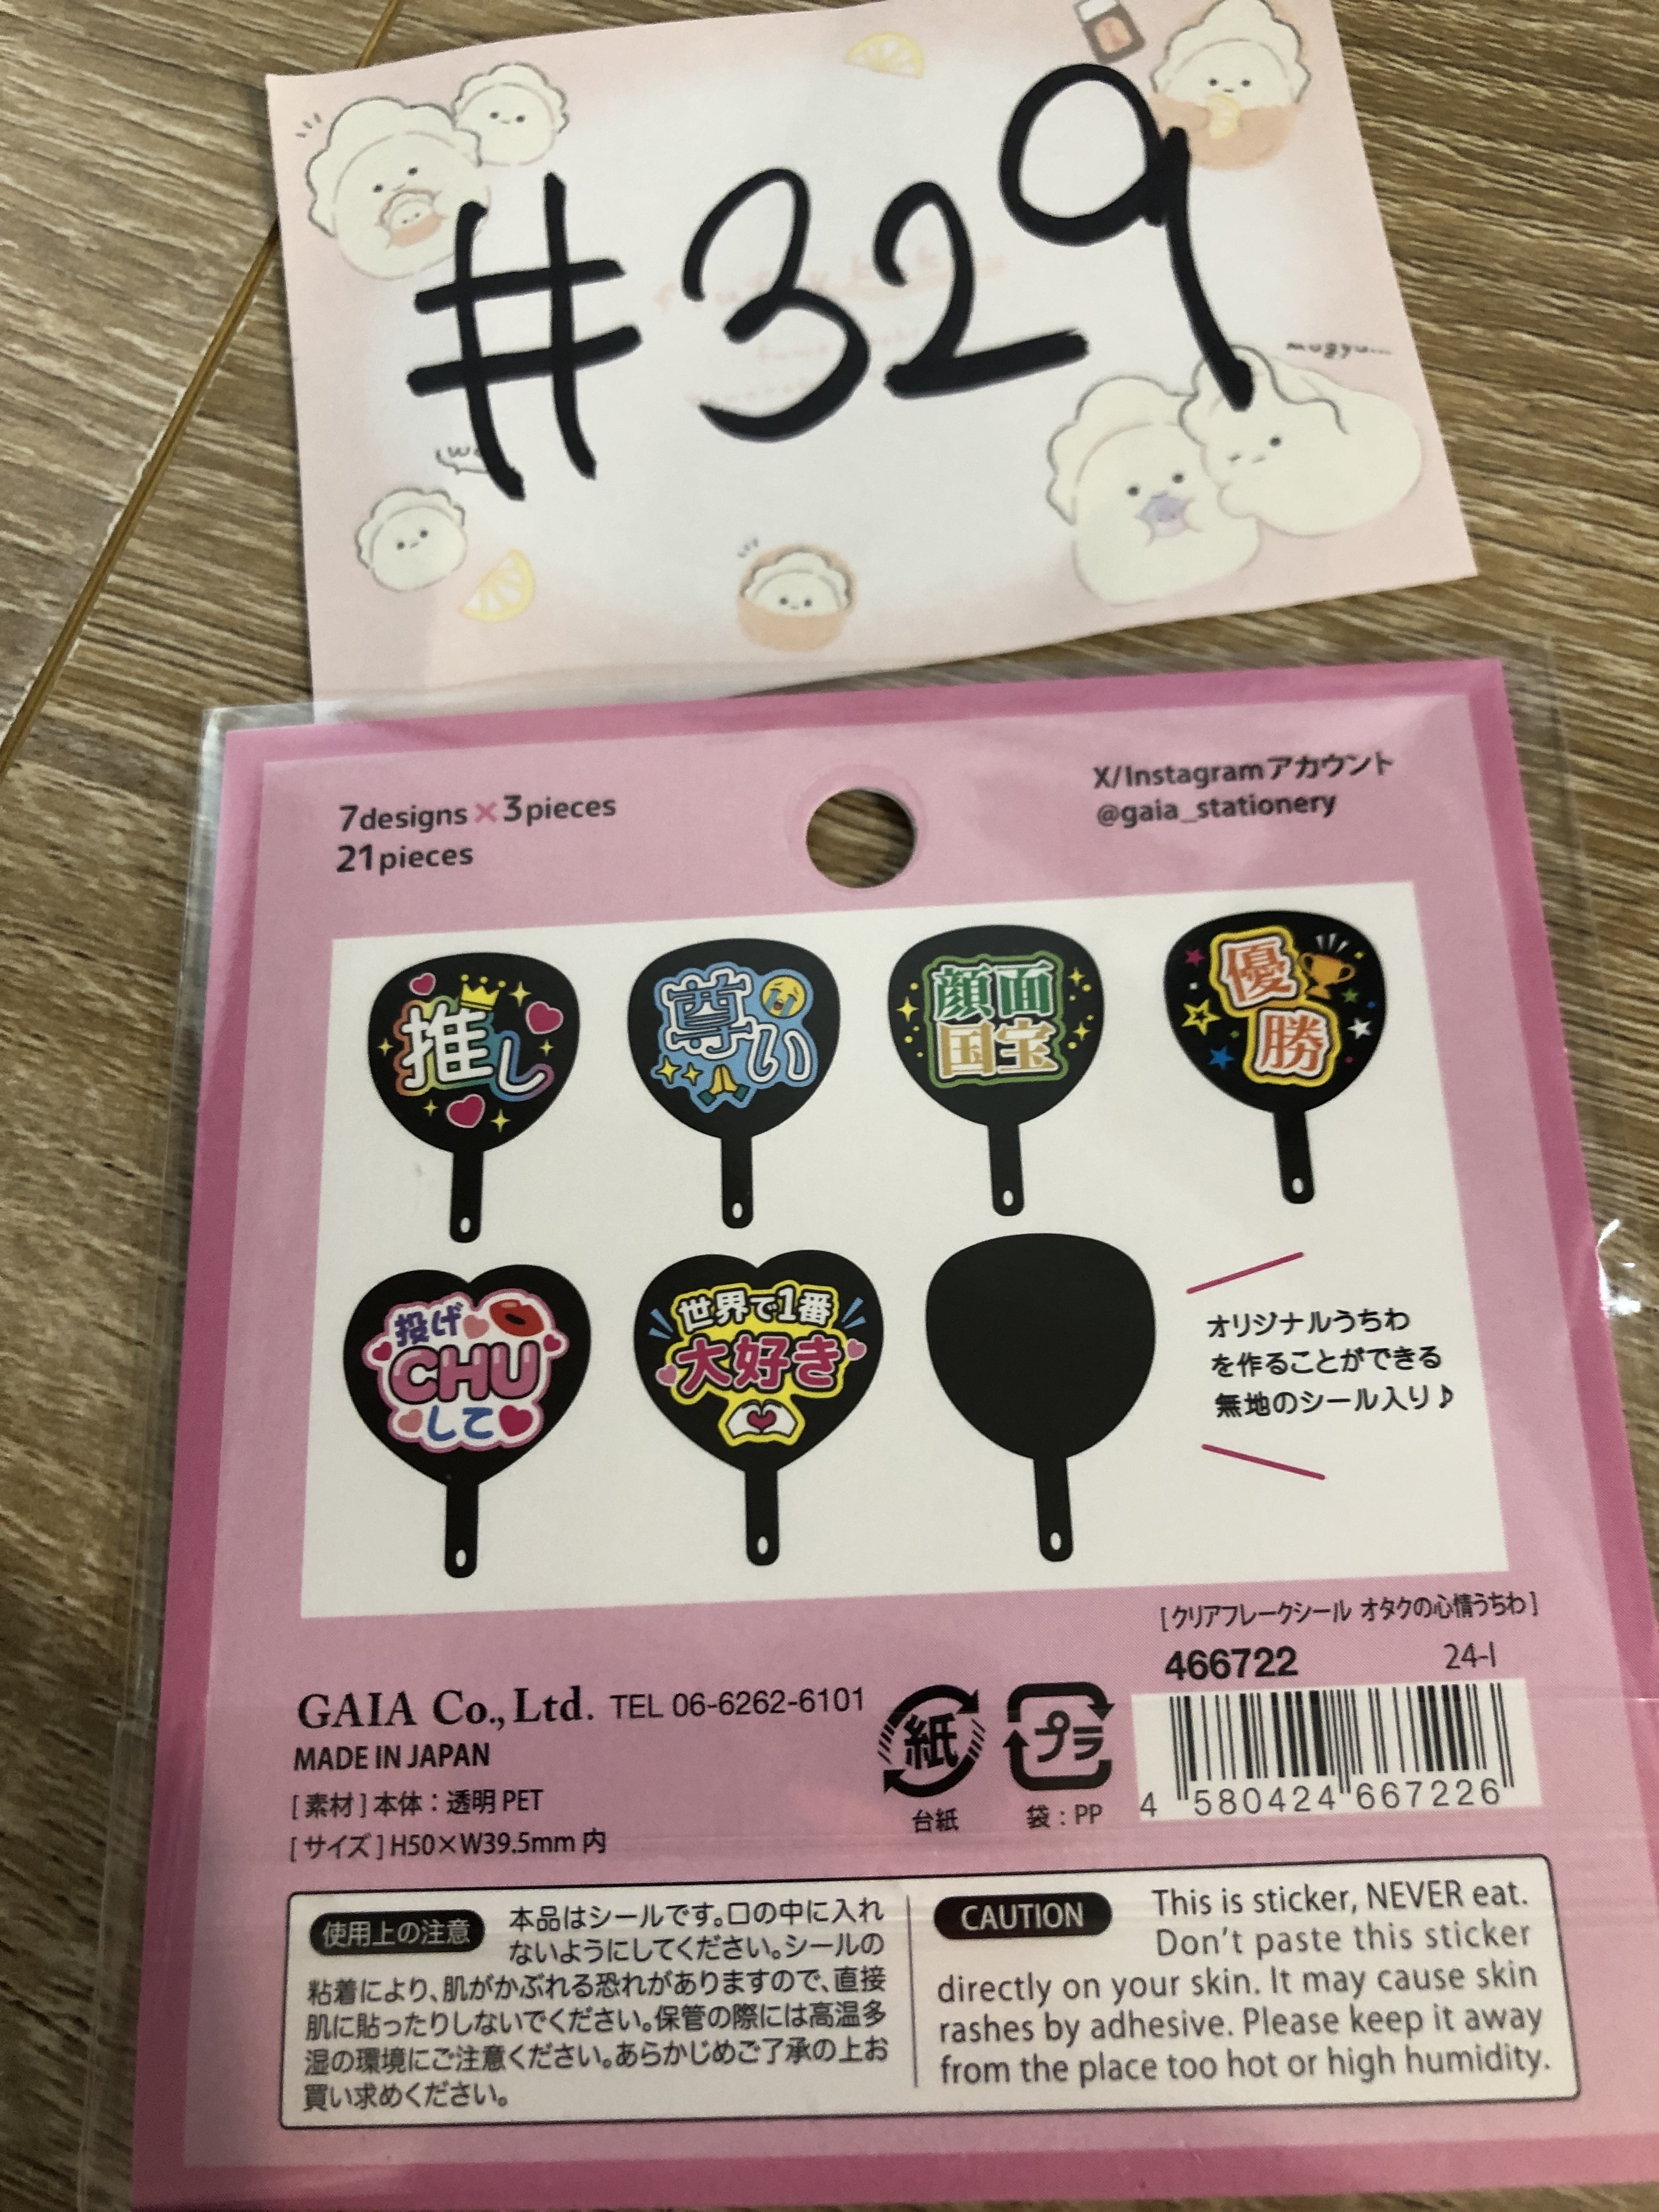 #329
mogyu...
7designs×3pieces
21pieces
X/Instagramアカウント
@gaia_stationery
推し
尊い
顔面
国宝
優
勝
投げ
CHU
して
世界で1番
大好き
オリジナルうちわ
を作ることができる
無地のシール入り♪
[クリアフレークシール オタクの心情うちわ]
466722 24-I
GAIA Co., Ltd. TEL 06-6262-6101
MADE IN JAPAN
[素材]本体:透明PET
[サイズ]H50×W39.5mm内
紙
台紙
プラ
袋:PP
4 580424 667226
使用上の注意 本品はシールです。口の中に入れ
ないようにしてください。シールの
粘着により、肌がかぶれる恐れがありますので、直接
肌に貼ったりしないでください。保管の際には高温多
湿の環境にご注意ください。あらかじめご了承の上お
買い求めください。
CAUTION This is sticker, NEVER eat.
Don't paste this sticker
directly on your skin. It may cause skin
rashes by adhesive. Please keep it away
from the place too hot or high humidity.